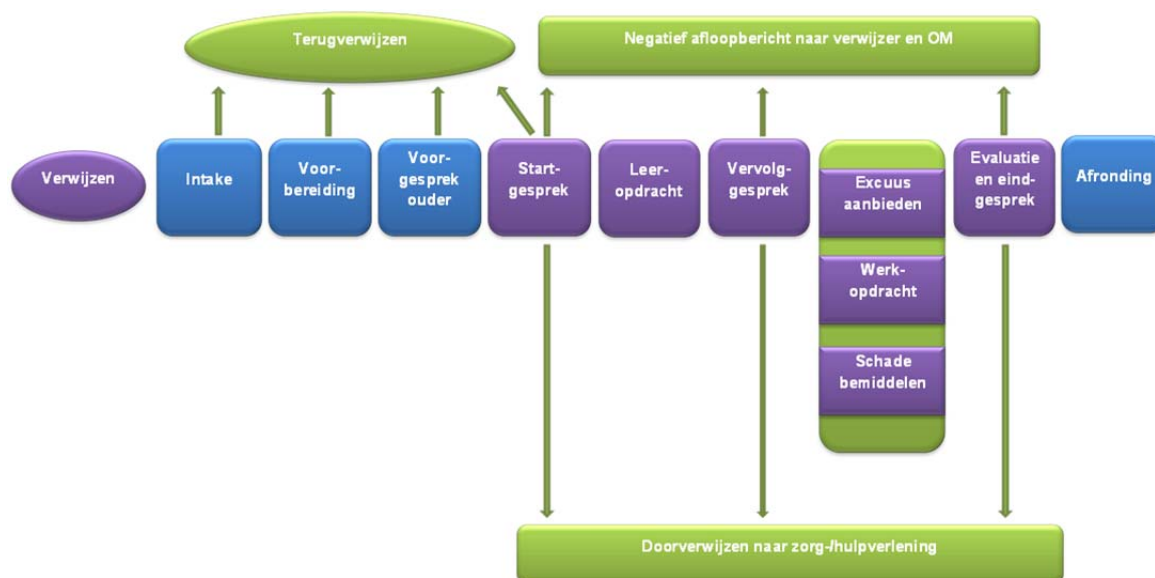 Terugverwijzen
Negatief afloopbericht naar verwijzer en OM
Verwijzen
Intake
Voor-
bereiding
Voor-
gesprek
ouder
Start-
gesprek
Leer-
opdracht
Vervolg-
gesprek
Excuus
aanbieden
Werk-
opdracht
Schade
bemiddelen
Evaluatie
en eind-
gesprek
Afronding
Doorverwijzen naar zorg-/hulpverlening